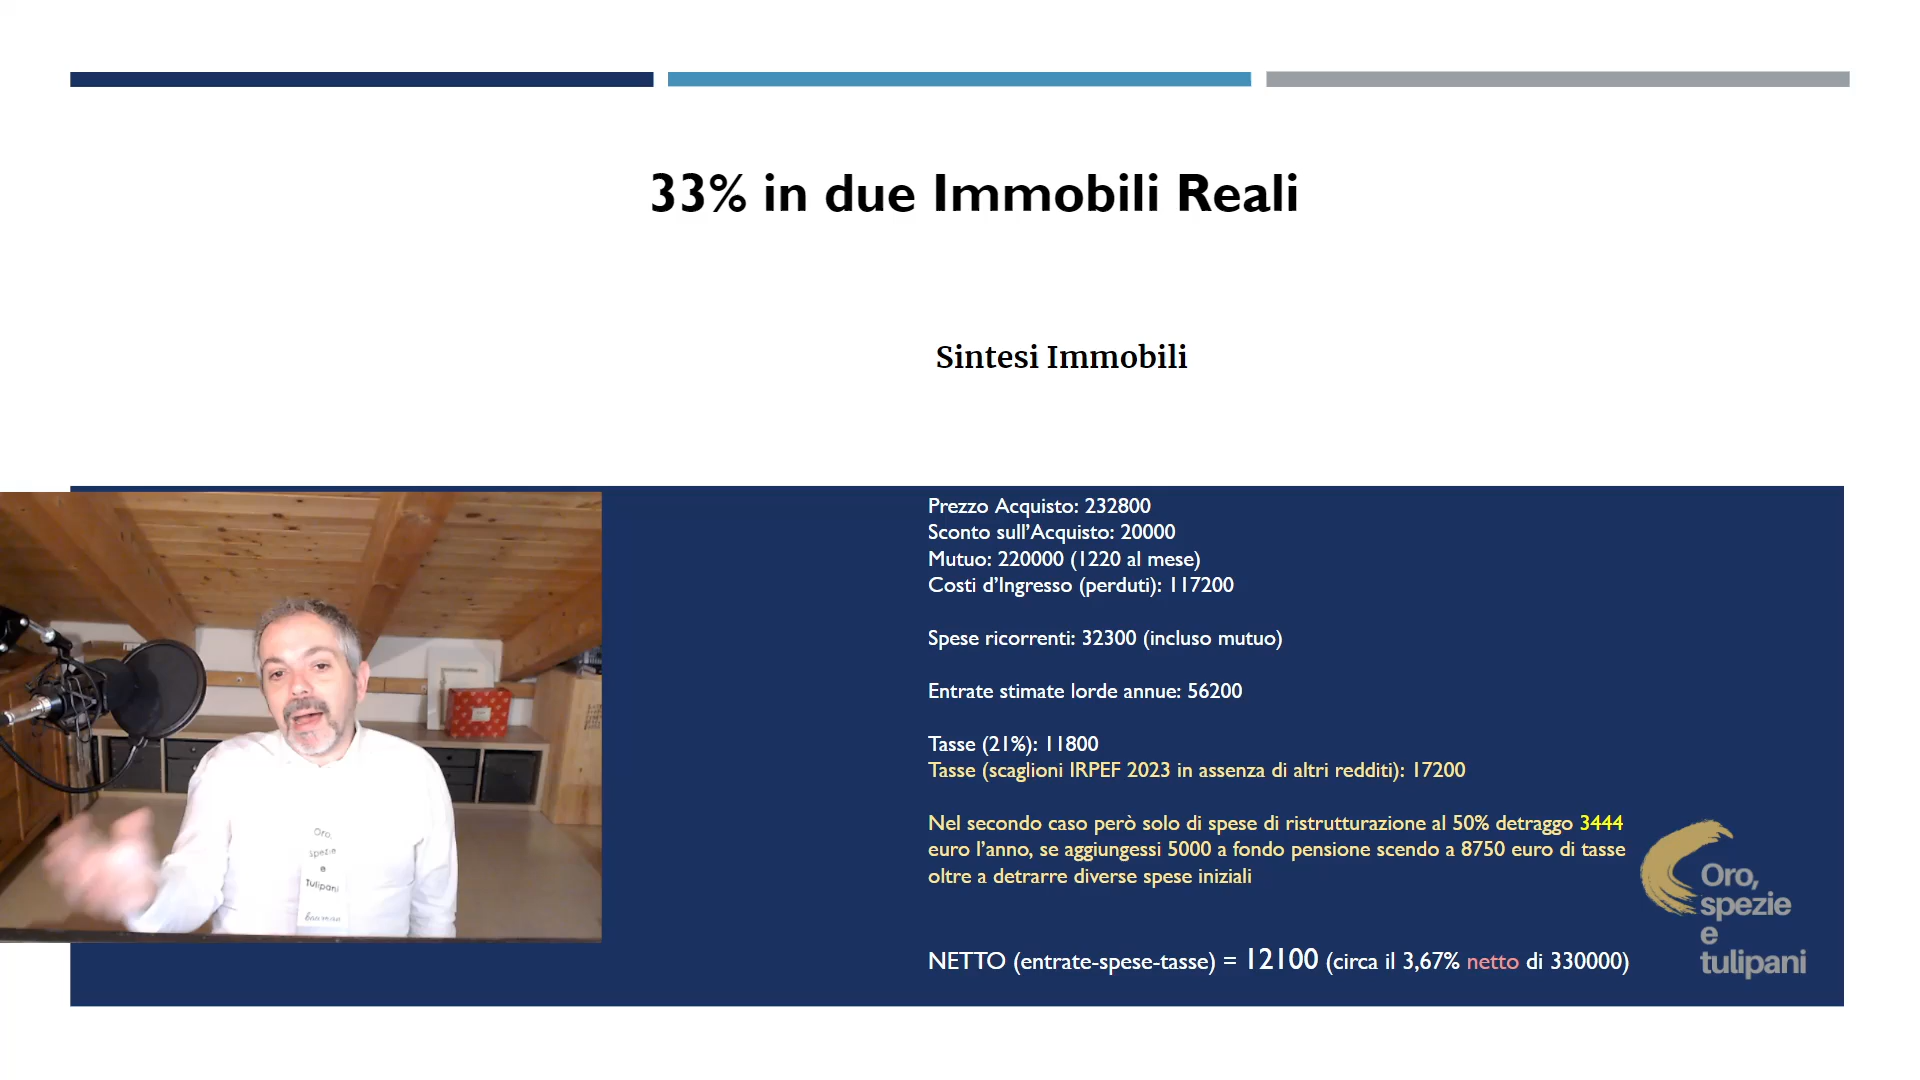 33% in due Immobili Reali
Sintesi Immobili
Prezzo Acquisto: 232800
Sconto sull'Acquisto: 20000
Mutuo: 220000 (1220 al mese)
Costi d'Ingresso (perduti): 117200
Spese ricorrenti: 32300 (incluso mutuo)
Entrate stimate lorde annue: 56200
Tasse (21%): 11800
Tasse (scaglioni IRPEF 2023 in assenza di altri redditi): 17200
Nel secondo caso però solo di spese di ristrutturazione al 50% detraggo 3444
euro l'anno, se aggiungessi 5000 a fondo pensione scendo a 8750 euro di tasse
oltre a detrarre diverse spese iniziali
NETTO (entrate-spese-tasse) = 12100 (circa il 3,67% netto di 330000)
Oro,
spezie
e
tulipani
Oro,
spezie
e
Tulipani